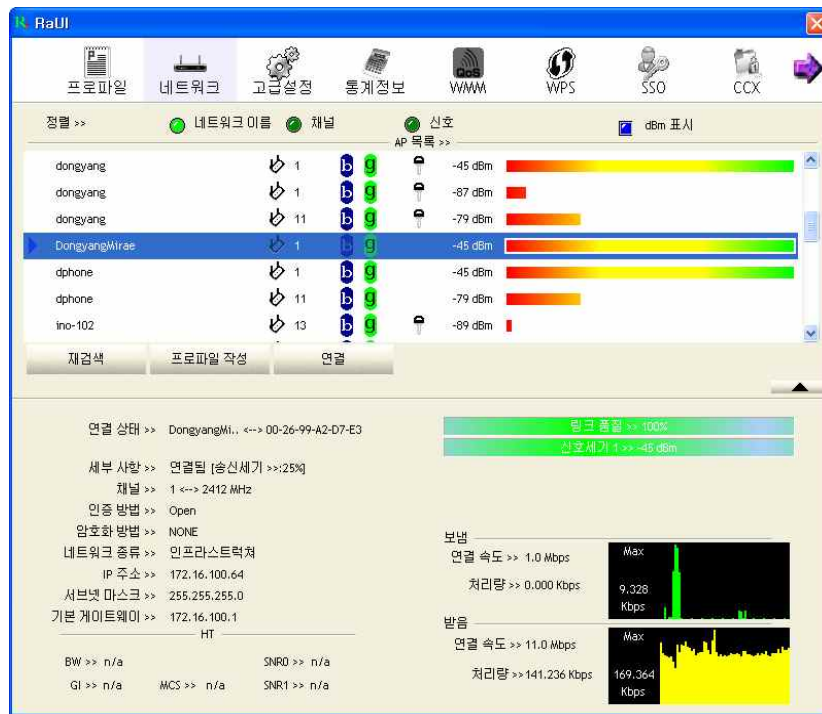 RaUI
프로파일 네트워크 고급설정 통계정보 WMM WPS SSO CCX
QoS
정렬 >> 네트워크 이름 채널 신호 dBm 표시
AP 목록 >>
dongyang 1 b g -45 dBm
dongyang 1 b g -87 dBm
dongyang 11 b g -79 dBm
DongyangMirae 1 b g -45 dBm
dphone 1 b g -45 dBm
dphone 11 b g -79 dBm
ino-102 13 b g -89 dBm
재검색 프로파일 작성 연결
연결 상태 >> DongyangMi.. <--> 00-26-99-A2-D7-E3
세부 사항 >> 연결됨 [송신세기 >>:25%]
채널 >> 1 <--> 2412 MHz
인증 방법 >> Open
암호화 방법 >> NONE
네트워크 종류 >> 인프라스트럭쳐
IP 주소 >> 172.16.100.64
서브넷 마스크 >> 255.255.255.0
기본 게이트웨이 >> 172.16.100.1
HT
BW >> n/a SNR0 >> n/a
GI >> n/a MCS >> n/a SNR1 >> n/a
링크 품질 >> 100%
신호세기 1 >> -45 dBm
보냄
연결 속도 >> 1.0 Mbps
처리량 >> 0.000 Kbps
Max
9.328
Kbps
받음
연결 속도 >> 11.0 Mbps
처리량 >> 141.236 Kbps
Max
169.364
Kbps